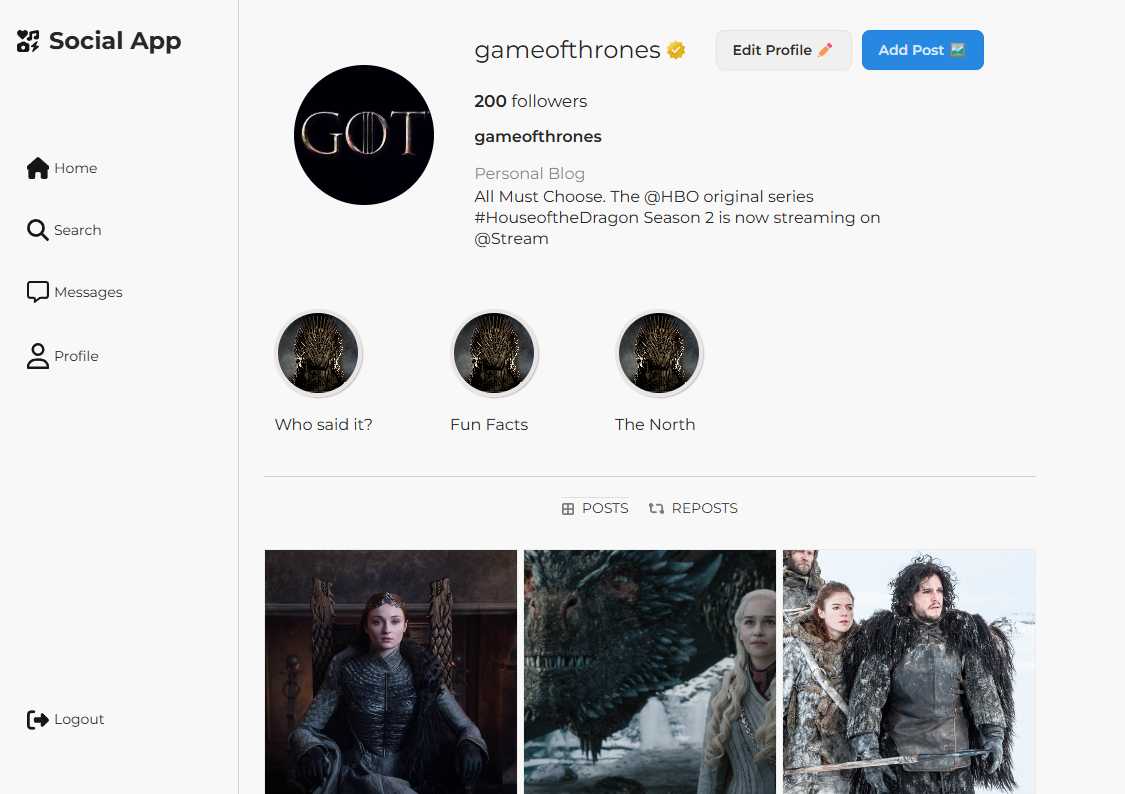 Social App
Home
Search
Messages
Profile
Logout
GOT
gameofthrones
Edit Profile
Add Post
200 followers
gameofthrones
Personal Blog
All Must Choose. The @HBO original series
#HouseoftheDragon Season 2 is now streaming on
@Stream
Who said it?
Fun Facts
The North
POSTS
REPOSTS